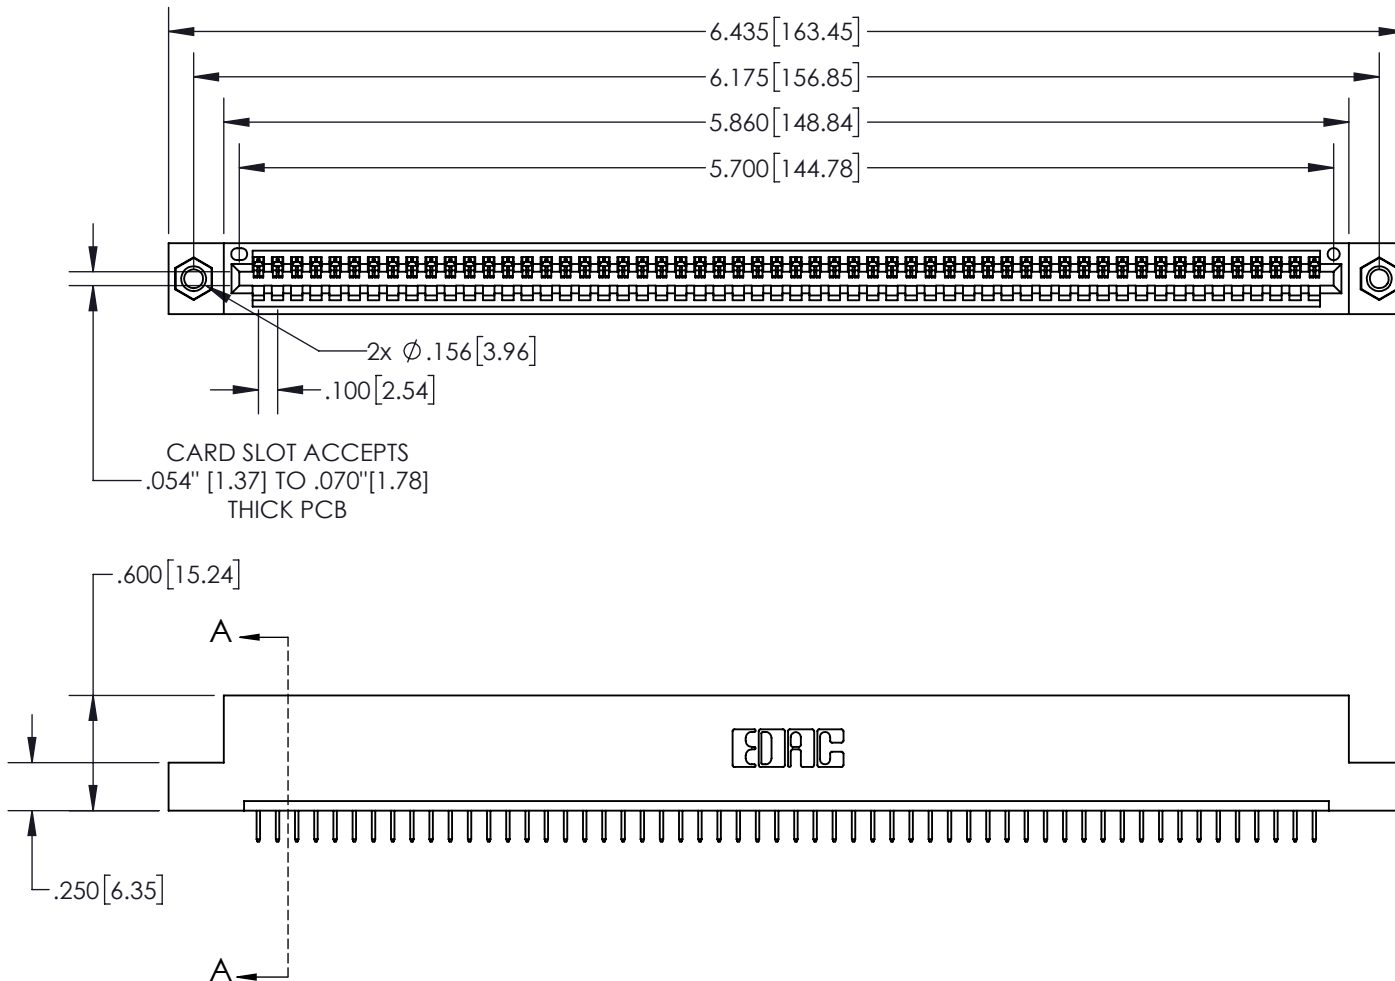 6.435[163.45]
6.175[156.85]
5.860[148.84]
5.700[144.78]
2x ∅.156[3.96]
.100[2.54]
CARD SLOT ACCEPTS
.054" [1.37] TO .070"[1.78]
THICK PCB
.600[15.24]
A
EDAC
.250[6.35]
A